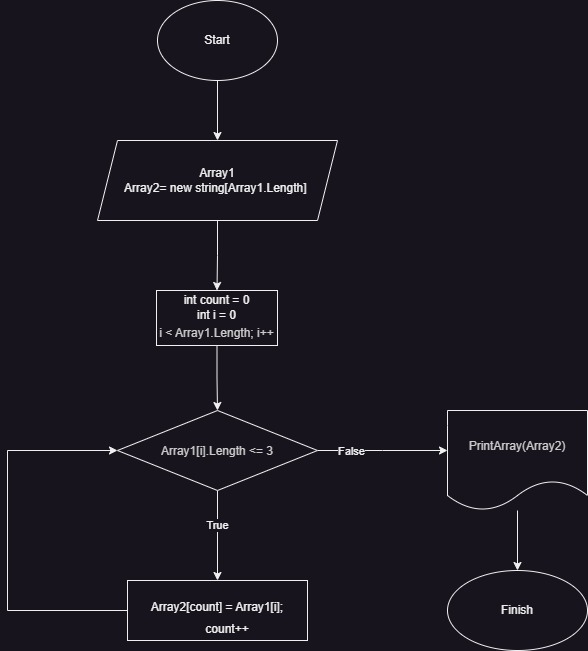 Start
Array1
Array2= new string[Array1.Length]
int count = 0
int i = 0
i < Array1.Length; i++
Array1[i].Length <= 3
False
PrintArray(Array2)
True
Array2[count] = Array1[i];
count++
Finish